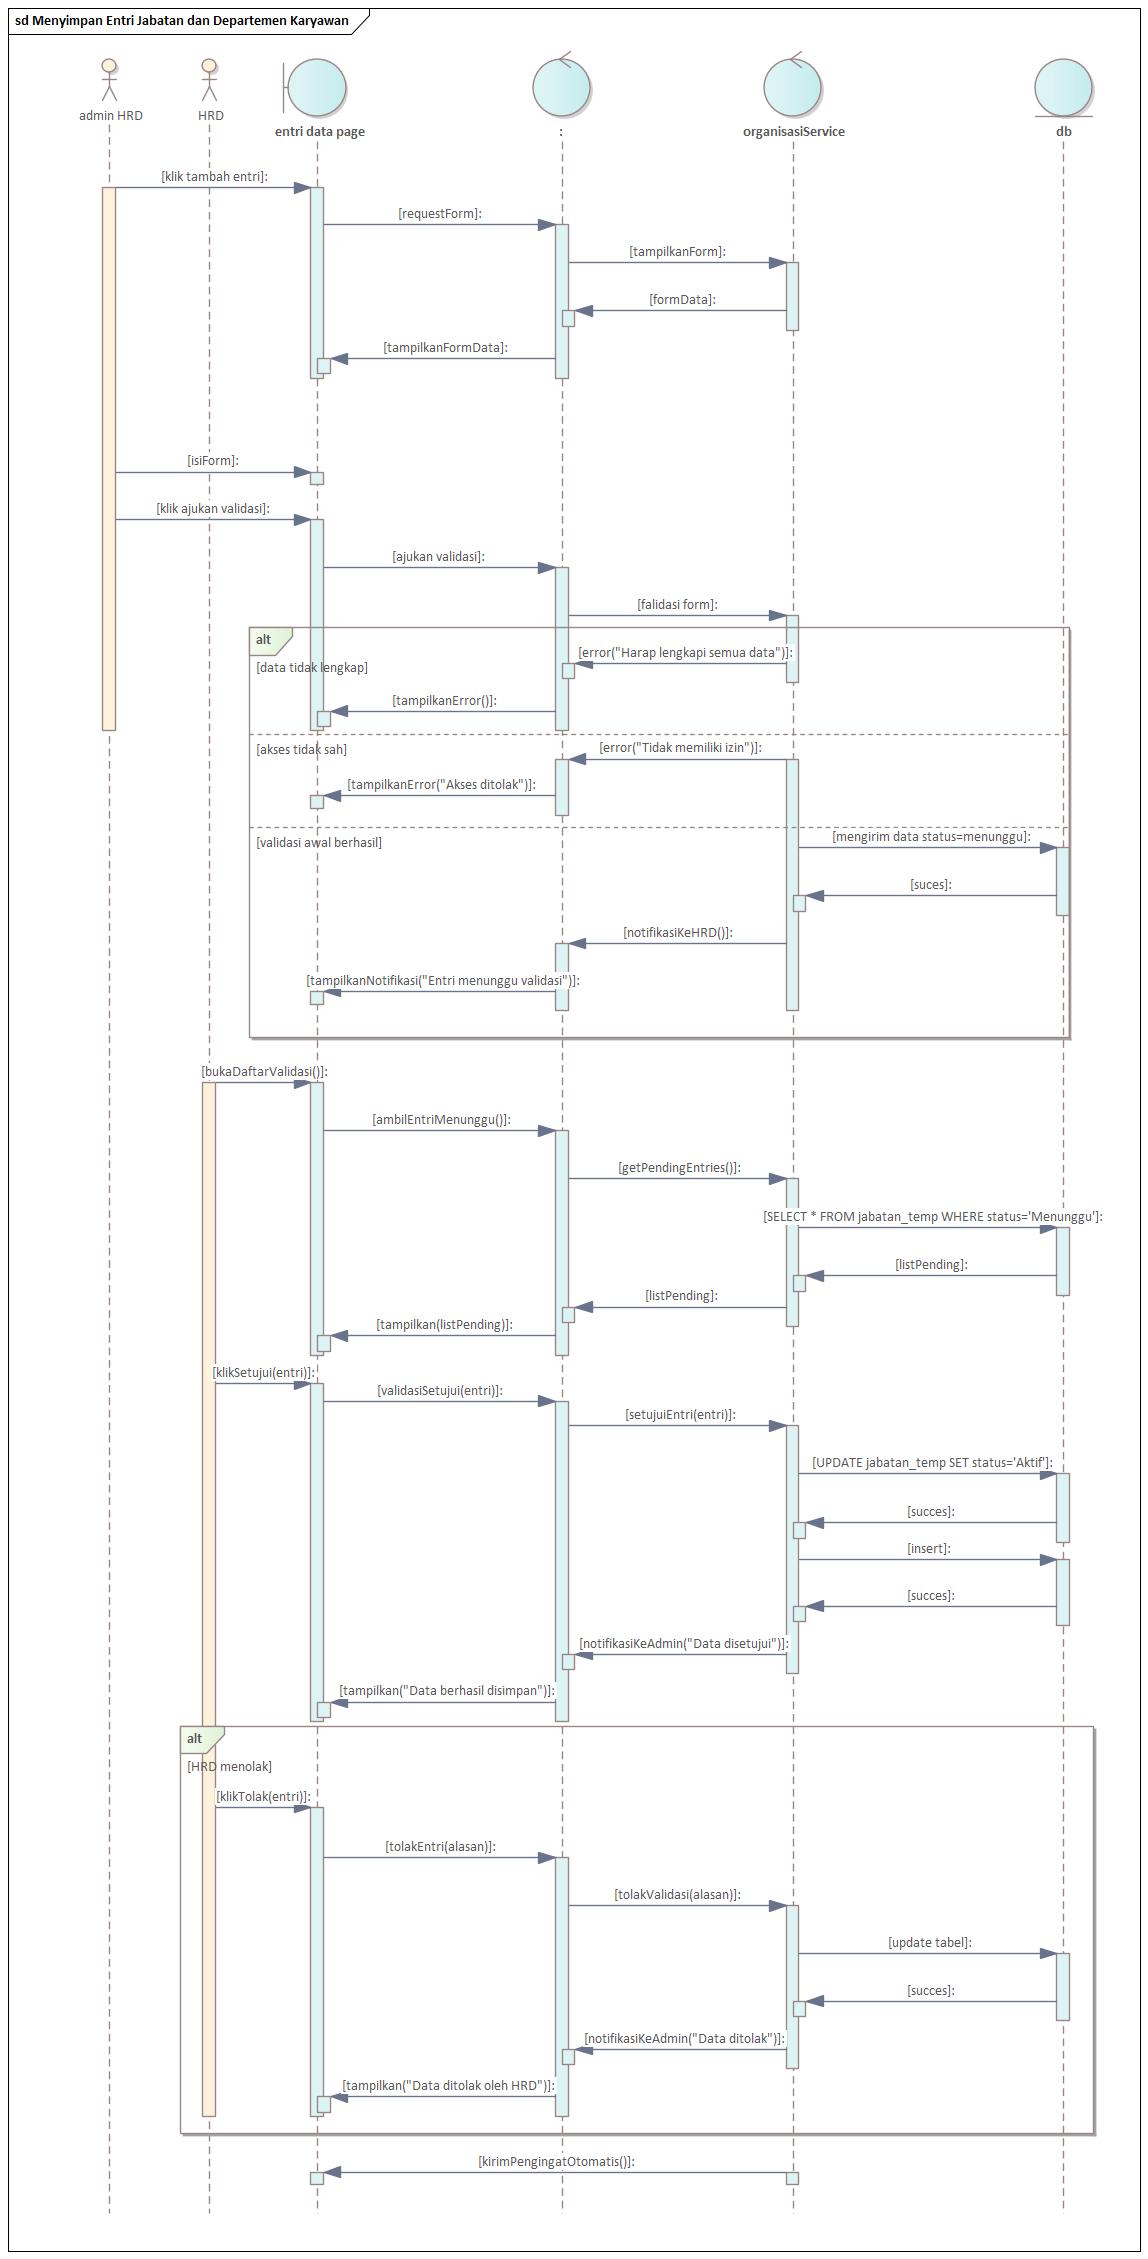 sd Menyimpan Entri Jabatan dan Departemen Karyawan
admin HRD
HRD
entri data page
:
organisasiService
db
[klik tambah entri]:
[requestForm]:
[tampilkanForm]:
[formData]:
[tampilkanFormData]:
[isiForm]:
[klik ajukan validasi]:
[ajukan validasi]:
[falidasi form]:
alt
[error("Harap lengkapi semua data")]:
[data tidak lengkap]
[tampilkanError()]:
[akses tidak sah]
[error("Tidak memiliki izin")]:
[tampilkanError("Akses ditolak")]:
[mengirim data status=menunggu]:
[validasi awal berhasil]
[suces]:
[notifikasiKeHRD()]:
[tampilkanNotifikasi("Entri menunggu validasi")]:
[bukaDaftarValidasi()]:
[ambilEntriMenunggu()]:
[getPendingEntries()]:
[SELECT * FROM jabatan_temp WHERE status='Menunggu']:
[listPending]:
[listPending]:
[tampilkan(listPending)]:
[klikSetujui(entri)]:
[validasiSetujui(entri)]:
[setujuiEntri(entri)]:
[UPDATE jabatan_temp SET status='Aktif']:
[succes]:
[insert]:
[succes]:
[notifikasiKeAdmin("Data disetujui")]:
[tampilkan("Data berhasil disimpan")]:
alt
[HRD menolak]
[klikTolak(entri)]:
[tolakEntri(alasan)]:
[tolakValidasi(alasan)]:
[update tabel]:
[succes]:
[notifikasiKeAdmin("Data ditolak")]:
[tampilkan("Data ditolak oleh HRD")]:
[kirimPengingatOtomatis()]: